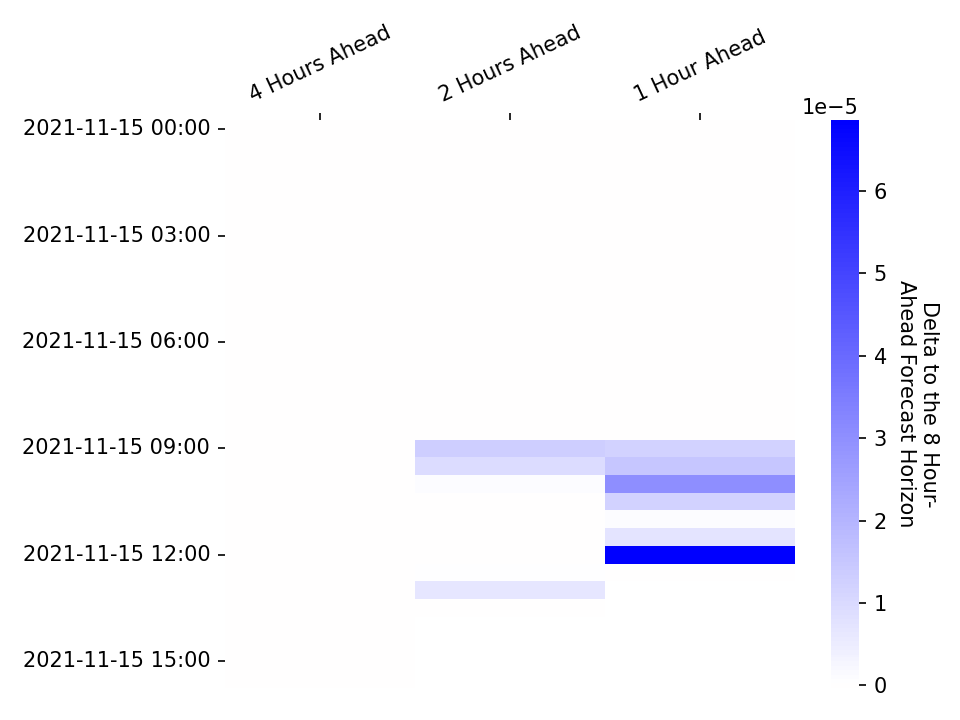 4 Hours Ahead
2 Hours Ahead
1 Hour Ahead
1e−5
2021-11-15 00:00
2021-11-15 03:00
2021-11-15 06:00
2021-11-15 09:00
2021-11-15 12:00
2021-11-15 15:00
6
5
4
3
2
1
0
Delta to the 8 Hour-
Ahead Forecast Horizon